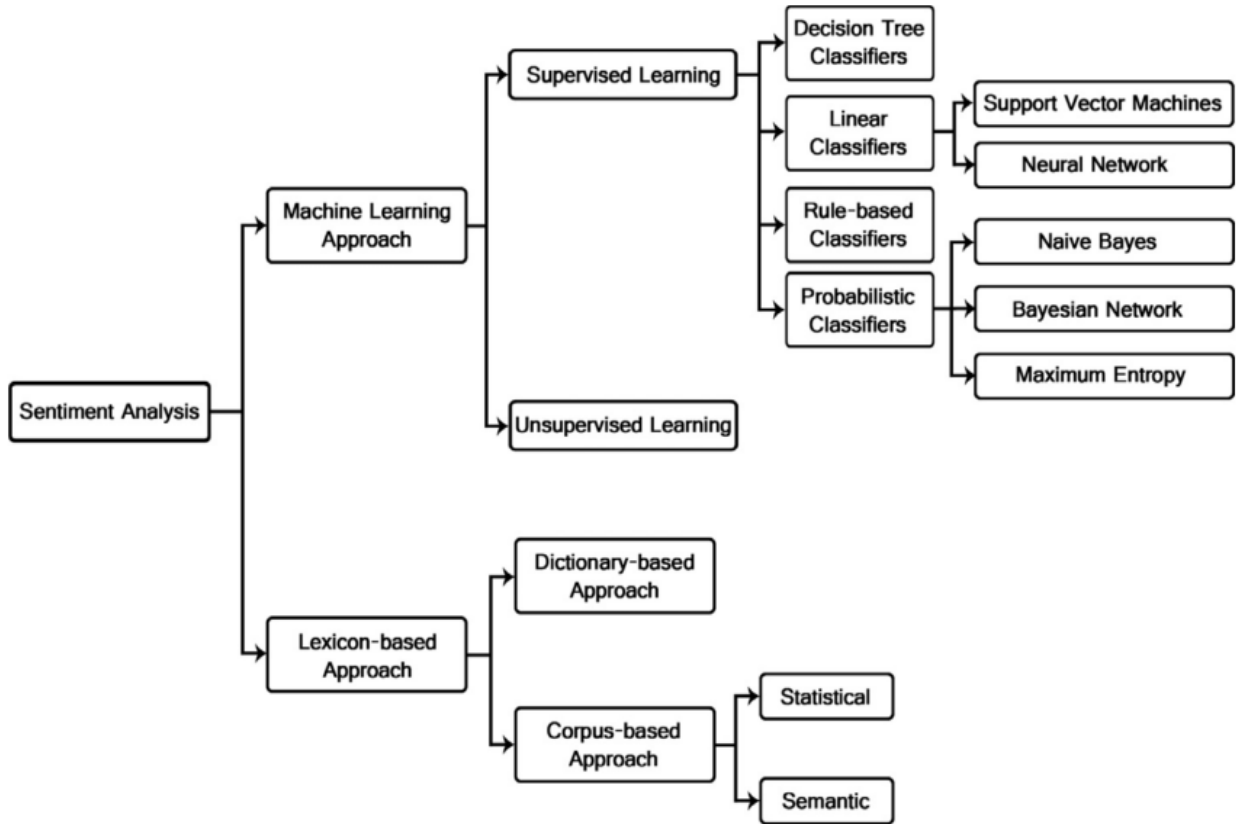 Decision Tree
Classifiers
Supervised Learning
Linear
Classifiers
Support Vector Machines
Neural Network
Machine Learning
Approach
Rule-based
Classifiers
Naive Bayes
Probabilistic
Classifiers
Bayesian Network
Maximum Entropy
Sentiment Analysis
Unsupervised Learning
Dictionary-based
Approach
Lexicon-based
Approach
Corpus-based
Approach
Statistical
Semantic